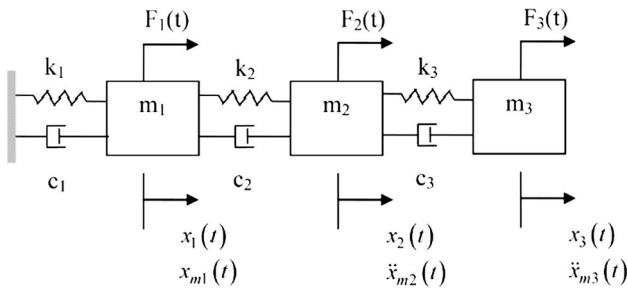 F₁(t) F₂(t) F₃(t)
k₁ k₂ k₃
m₁ m₂ m₃
c₁ c₂ c₃
x₁(t) x₂(t) x₃(t)
xₘ₁(t) ẍₘ₂(t) ẍₘ₃(t)